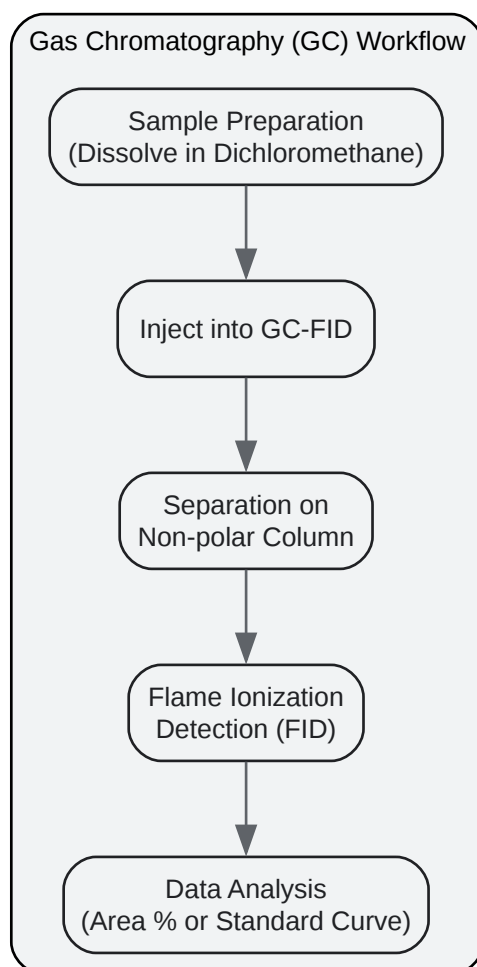 Gas Chromatography (GC) Workflow
Sample Preparation
(Dissolve in Dichloromethane)
Inject into GC-FID
Separation on
Non-polar Column
Flame Ionization
Detection (FID)
Data Analysis
(Area % or Standard Curve)